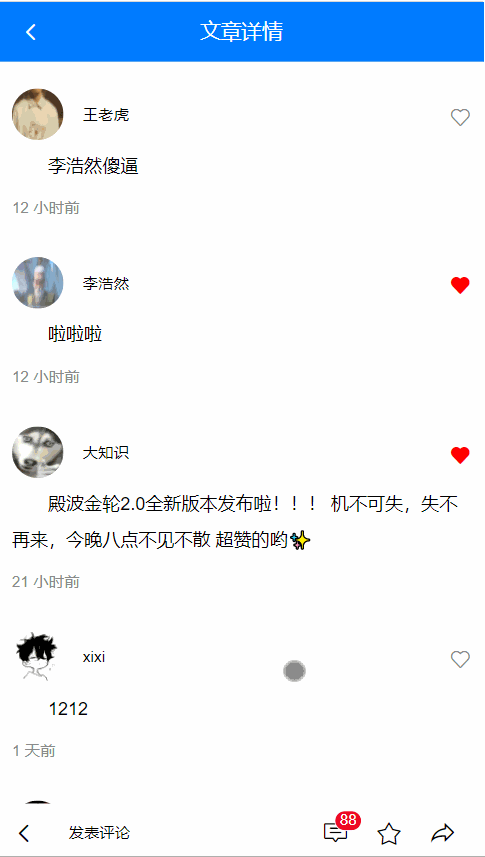 文章详情
王老虎
李浩然傻逼
12 小时前
李浩然
啦啦啦
12 小时前
大知识
殿波金轮2.0全新版本发布啦！！！ 机不可失，失不
再来，今晚八点不见不散 超赞的哟✨
21 小时前
xixi
1212
1 天前
发表评论
88